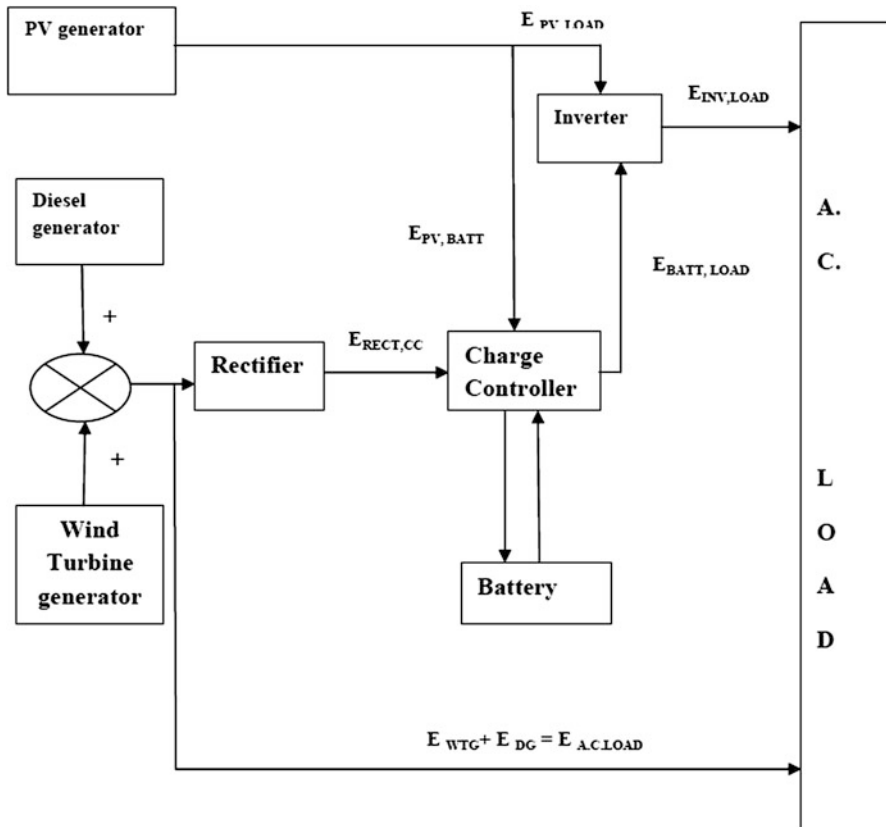 PV generator
E PV,LOAD
Inverter
E INV,LOAD
Diesel
generator
+
E PV, BATT
E BATT, LOAD
A.
C.
Rectifier
E RECT,CC
Charge
Controller
+
Wind
Turbine
generator
Battery
L
O
A
D
E WTG + E DG = E A.C.LOAD